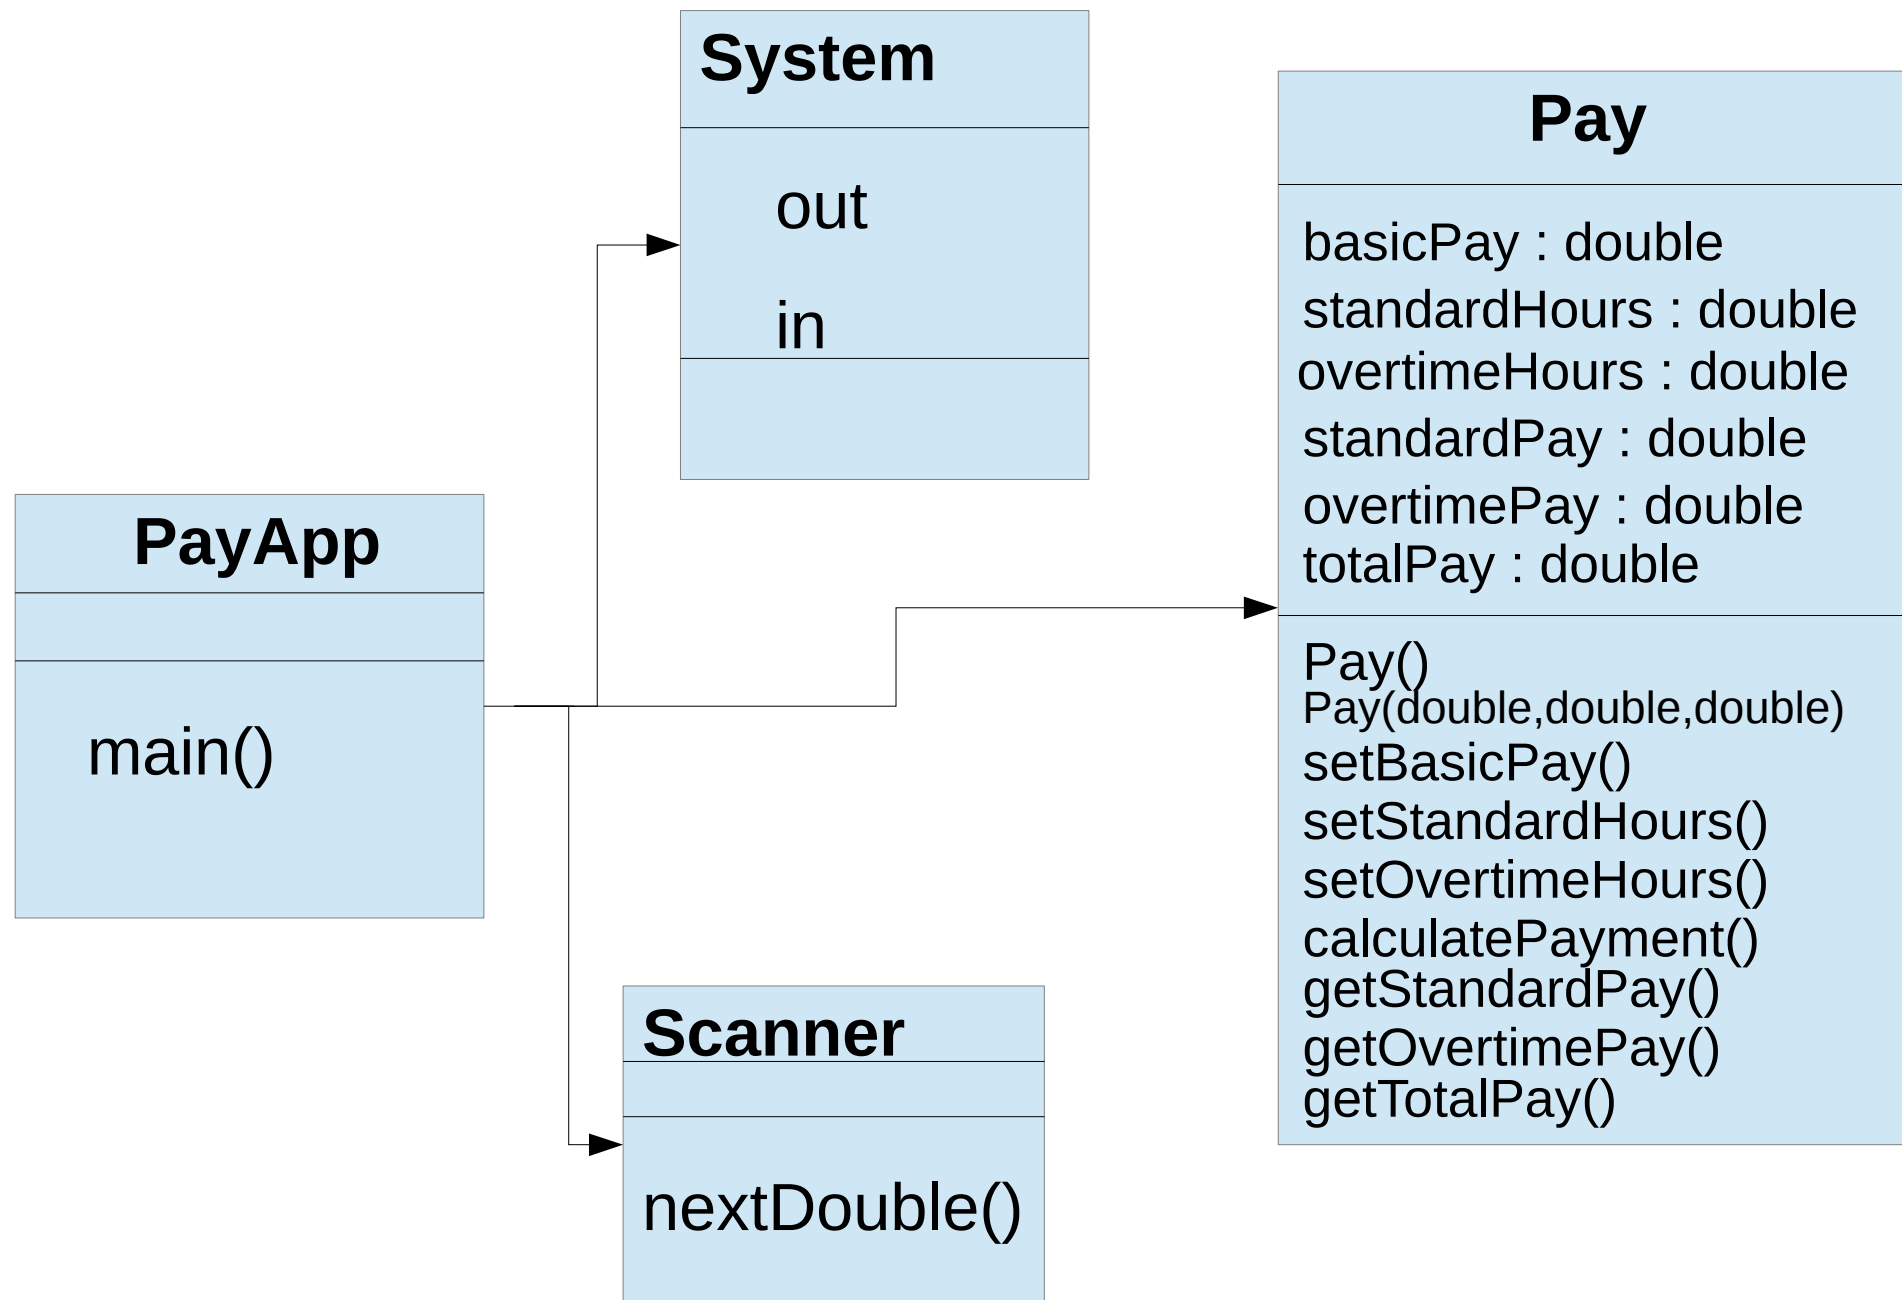 System
out
in
Pay
basicPay : double
standardHours : double
overtimeHours : double
standardPay : double
overtimePay : double
totalPay : double
Pay()
Pay(double,double,double)
setBasicPay()
setStandardHours()
setOvertimeHours()
calculatePayment()
getStandardPay()
getOvertimePay()
getTotalPay()
PayApp
main()
Scanner
nextDouble()